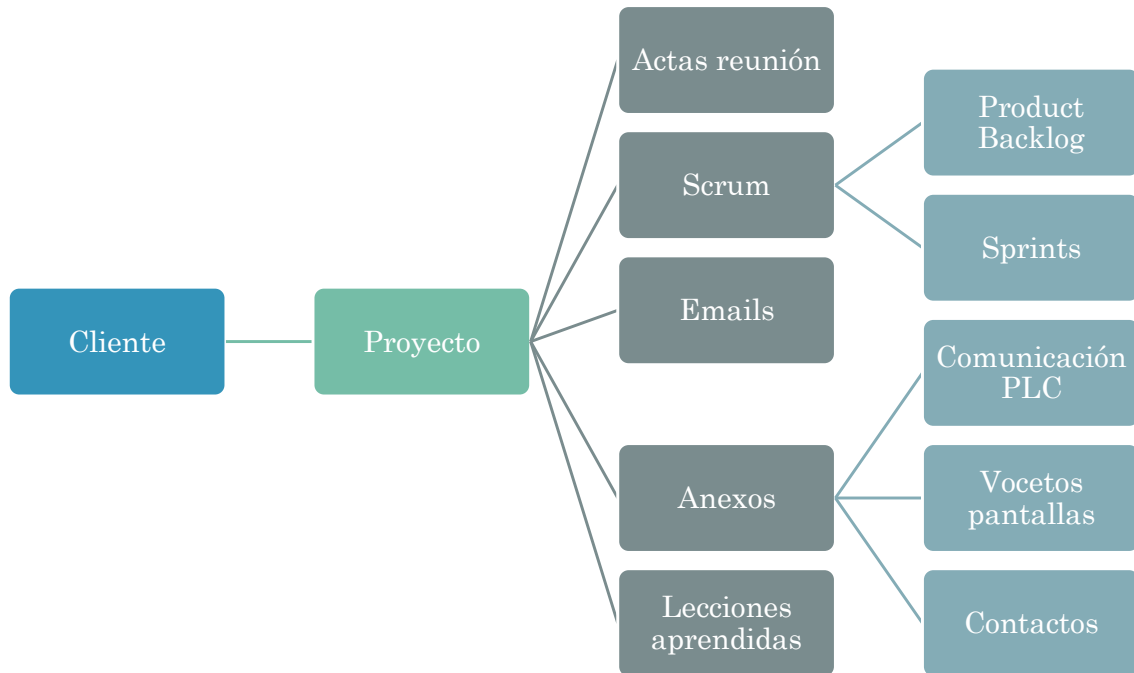 Cliente
Proyecto
Actas reunión
Scrum
Product
Backlog
Sprints
Emails
Anexos
Comunicación
PLC
Vocetos
pantallas
Contactos
Lecciones
aprendidas